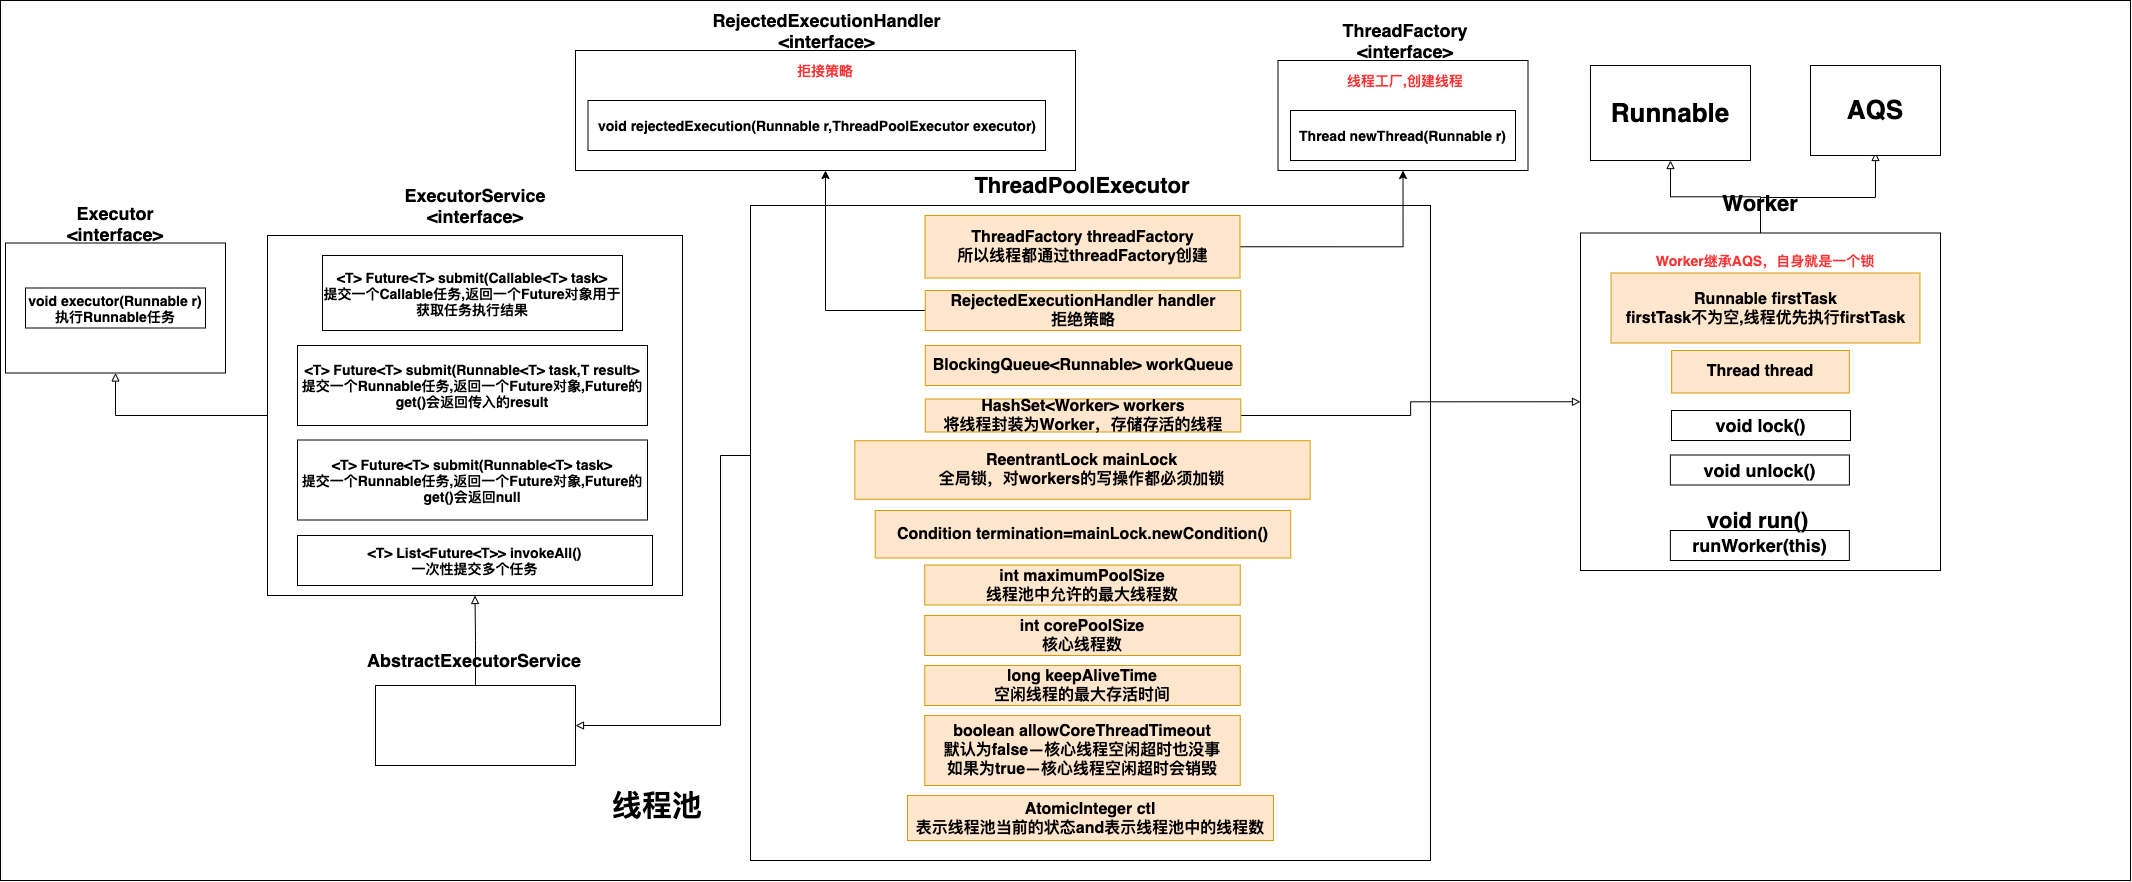 RejectedExecutionHandler
<interface>
拒接策略
void rejectedExecution(Runnable r,ThreadPoolExecutor executor)
ThreadFactory
<interface>
线程工厂,创建线程
Thread newThread(Runnable r)
Runnable
AQS
Executor
<interface>
void executor(Runnable r)
执行Runnable任务
ExecutorService
<interface>
<T> Future<T> submit(Callable<T> task>
提交一个Callable任务,返回一个Future对象用于
获取任务执行结果
<T> Future<T> submit(Runnable<T> task,T result>
提交一个Runnable任务,返回一个Future对象,Future的
get()会返回传入的result
<T> Future<T> submit(Runnable<T> task>
提交一个Runnable任务,返回一个Future对象,Future的
get()会返回null
<T> List<Future<T>> invokeAll()
一次性提交多个任务
AbstractExecutorService
线程池
ThreadPoolExecutor
ThreadFactory threadFactory
所以线程都通过threadFactory创建
RejectedExecutionHandler handler
拒绝策略
BlockingQueue<Runnable> workQueue
HashSet<Worker> workers
将线程封装为Worker，存储存活的线程
ReentrantLock mainLock
全局锁，对workers的写操作都必须加锁
Condition termination=mainLock.newCondition()
int maximumPoolSize
线程池中允许的最大线程数
int corePoolSize
核心线程数
long keepAliveTime
空闲线程的最大存活时间
boolean allowCoreThreadTimeout
默认为false—核心线程空闲超时也没事
如果为true—核心线程空闲超时会销毁
AtomicInteger ctl
表示线程池当前的状态and表示线程池中的线程数
Worker
Worker继承AQS，自身就是一个锁
Runnable firstTask
firstTask不为空,线程优先执行firstTask
Thread thread
void lock()
void unlock()
void run()
runWorker(this)